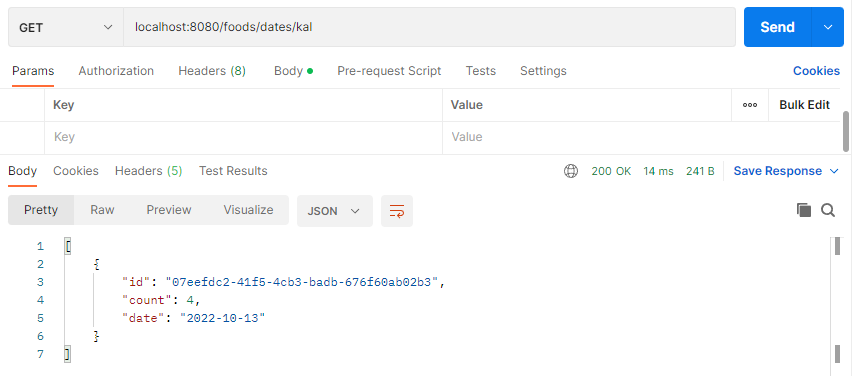 GET localhost:8080/foods/dates/kal Send
Params Authorization Headers (8) Body Pre-request Script Tests Settings Cookies
Key Value ooo Bulk Edit
Key Value
Body Cookies Headers (5) Test Results 200 OK 14 ms 241 B Save Response
Pretty Raw Preview Visualize JSON
1 [
2 {
3 "id": "07eefdc2-41f5-4cb3-badb-676f60ab02b3",
4 "count": 4,
5 "date": "2022-10-13"
6 }
7 ]